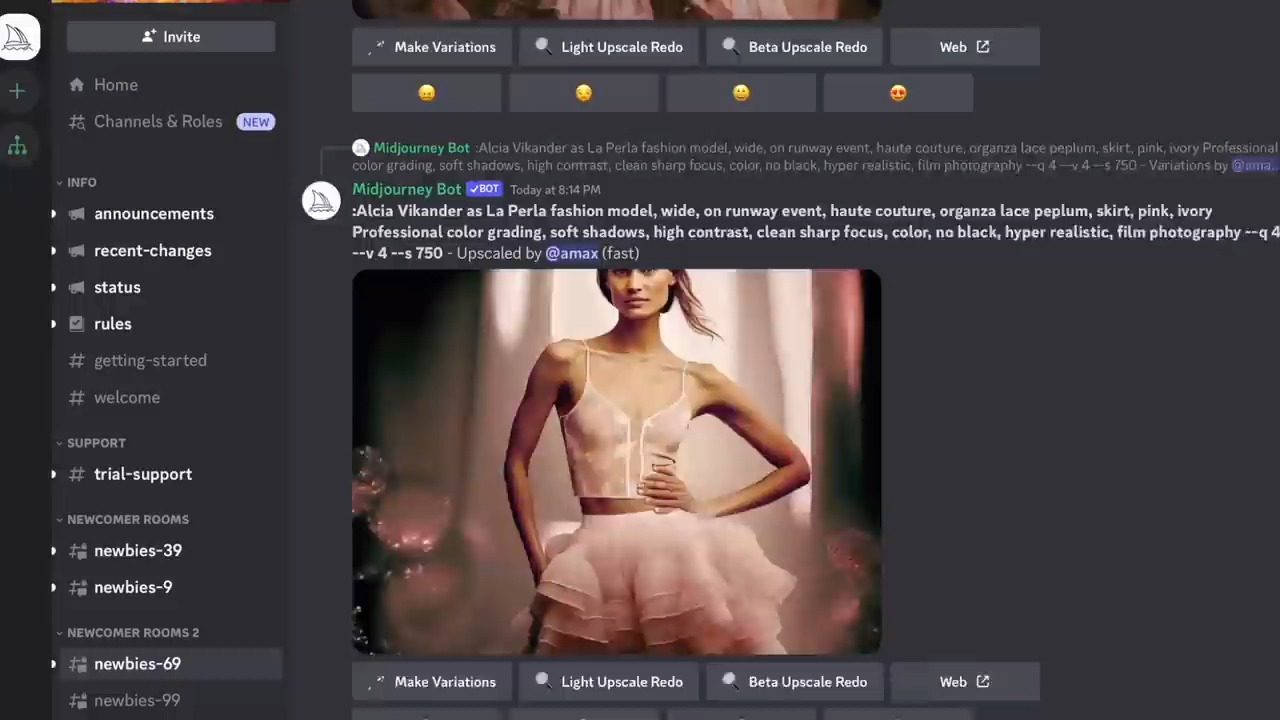 Invite
Home
Channels & Roles NEW
INFO
announcements
recent-changes
status
rules
getting-started
welcome
SUPPORT
trial-support
NEWCOMER ROOMS
newbies-39
newbies-9
NEWCOMER ROOMS 2
newbies-69
newbies-99
Make Variations Light Upscale Redo Beta Upscale Redo Web
Midjourney Bot :Alcia Vikander as La Perla fashion model, wide, on runway event, haute couture, organza lace peplum, skirt, pink, ivory Professional
color grading, soft shadows, high contrast, clean sharp focus, color, no black, hyper realistic, film photography --q 4 --v 4 --s 750 - Variations by @ama...
Midjourney Bot BOT Today at 8:14 PM
:Alcia Vikander as La Perla fashion model, wide, on runway event, haute couture, organza lace peplum, skirt, pink, ivory
Professional color grading, soft shadows, high contrast, clean sharp focus, color, no black, hyper realistic, film photography --q 4
--v 4 --s 750 - Upscaled by @amax (fast)
Make Variations Light Upscale Redo Beta Upscale Redo Web